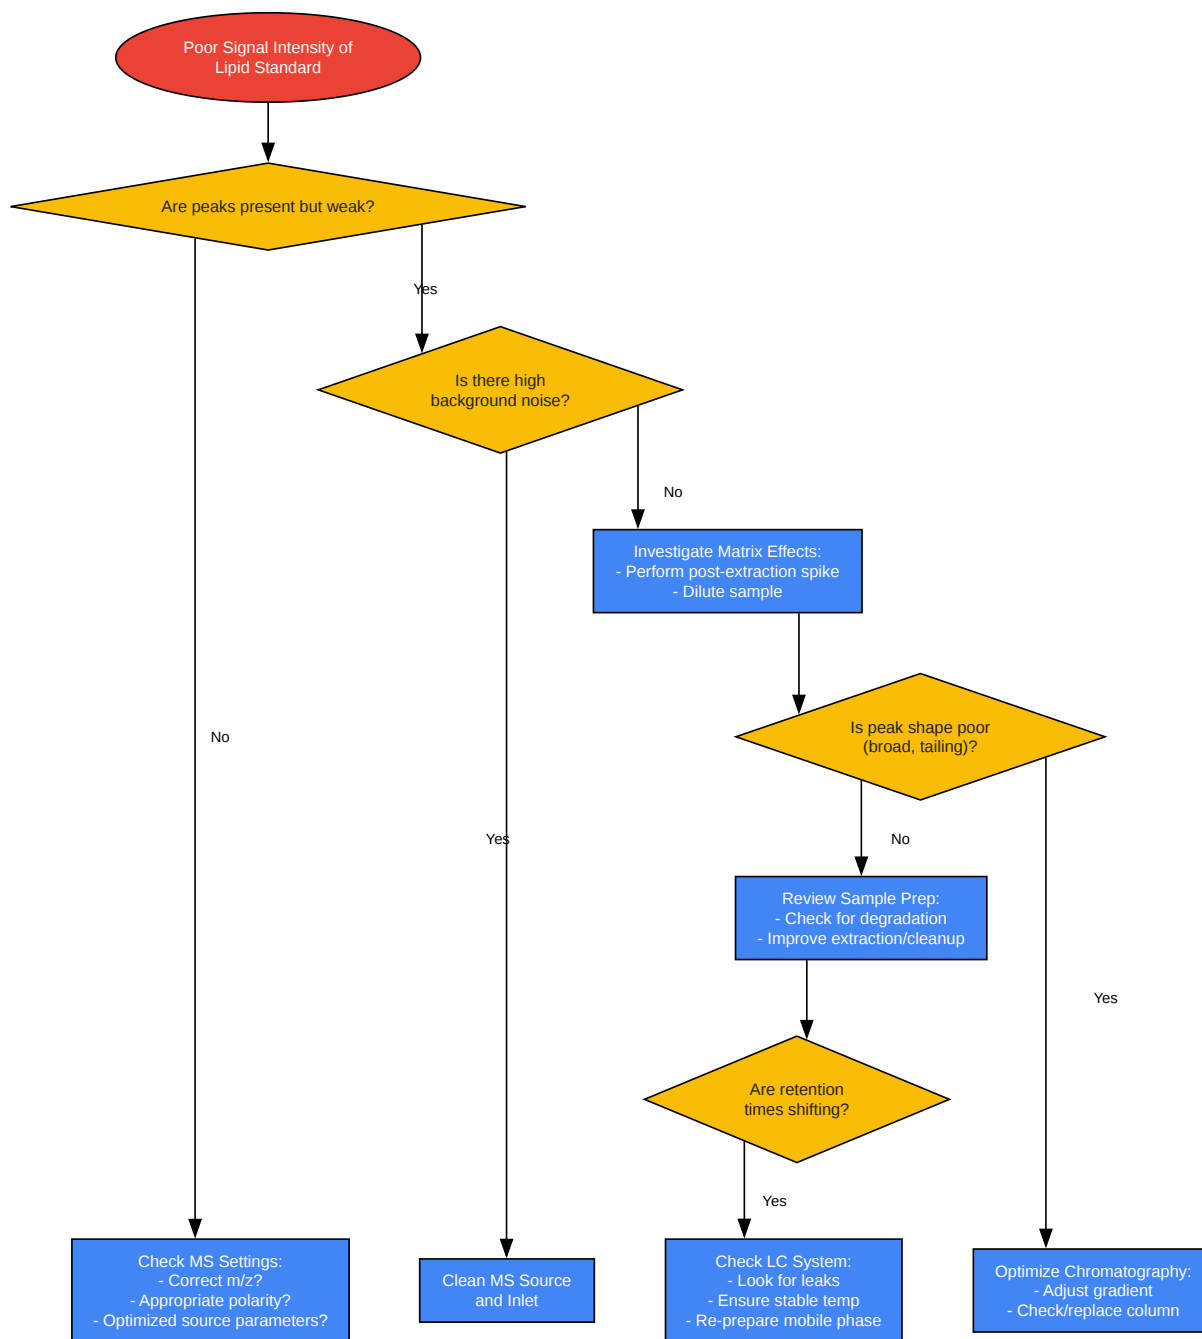 Poor Signal Intensity of
Lipid Standard
Are peaks present but weak?
Yes
Is there high
background noise?
No
Investigate Matrix Effects:
- Perform post-extraction spike
- Dilute sample
Is peak shape poor
(broad, tailing)?
No
Yes
No
Review Sample Prep:
- Check for degradation
- Improve extraction/cleanup
Yes
Are retention
times shifting?
Yes
Check MS Settings:
- Correct m/z?
- Appropriate polarity?
- Optimized source parameters?
Clean MS Source
and Inlet
Check LC System:
- Look for leaks
- Ensure stable temp
- Re-prepare mobile phase
Optimize Chromatography:
- Adjust gradient
- Check/replace column